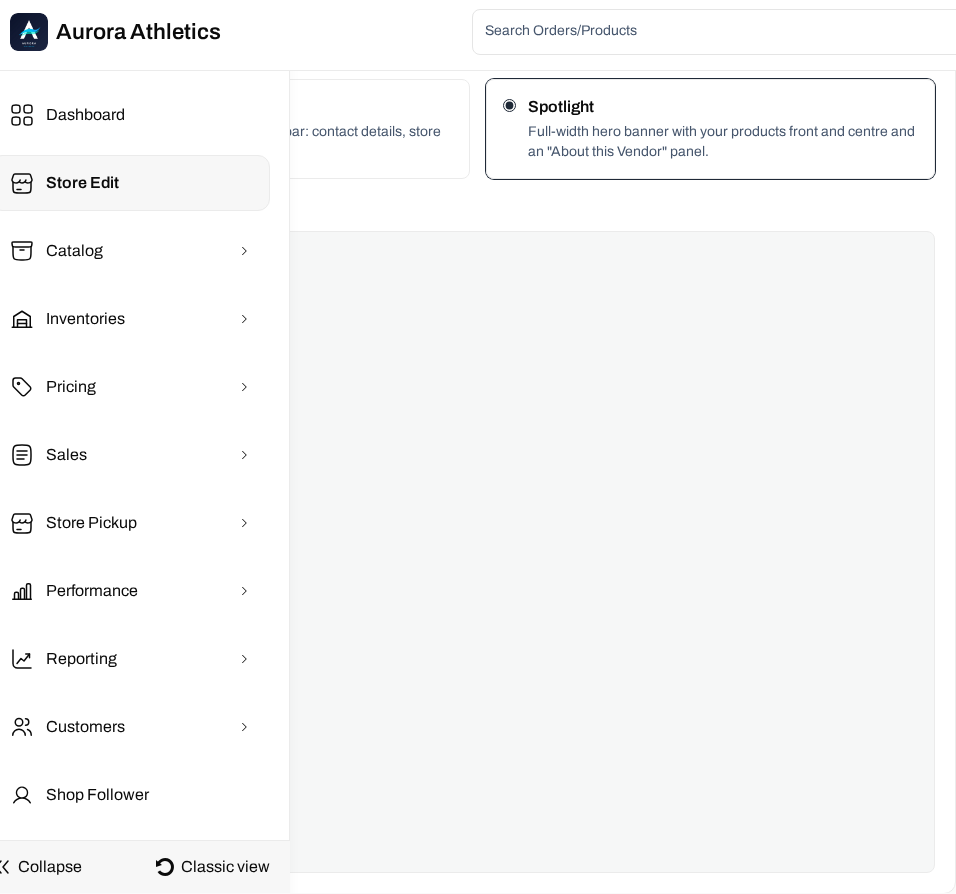 Aurora Athletics
Search Orders/Products
Dashboard
Store Edit
Catalog
Inventories
Pricing
Sales
Store Pickup
Performance
Reporting
Customers
Shop Follower
Collapse
Classic view
: contact details, store
Spotlight
Full-width hero banner with your products front and centre and
an "About this Vendor" panel.